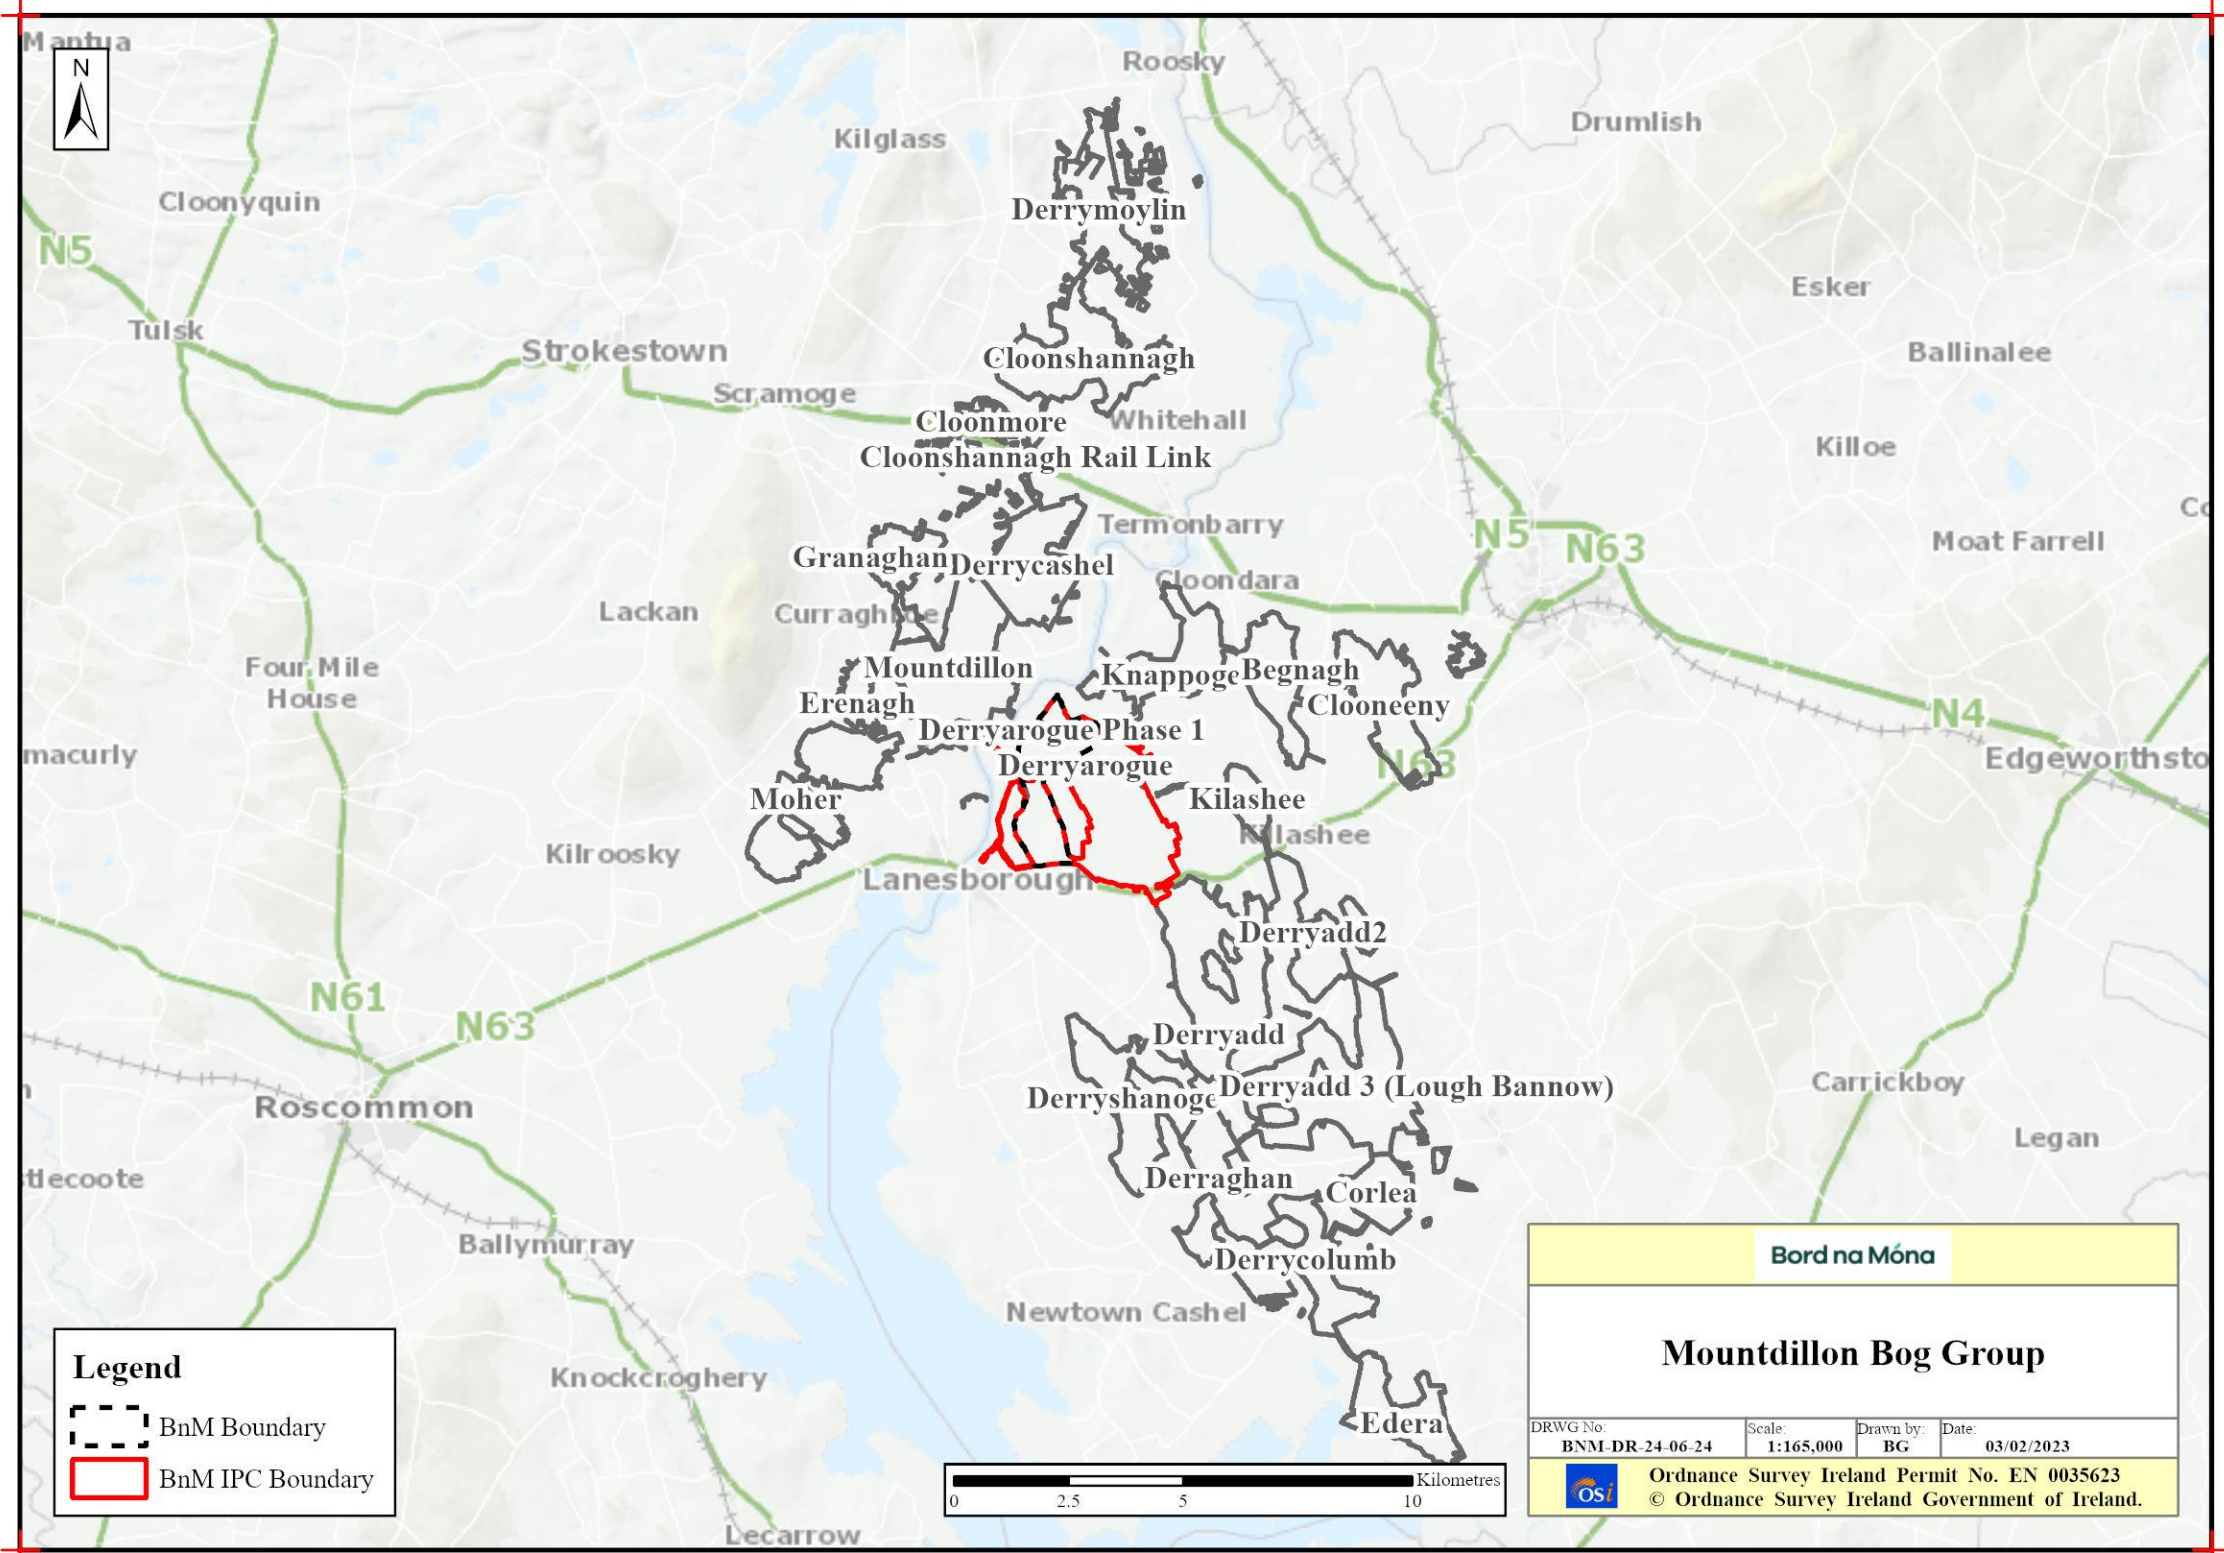 Mantua
N
Roosky
Drumlish
Kilglass
Cloonyquin
Derrymoylin
N5
Esker
Tulsk
Strokestown
Cloonshannagh
Ballinalee
Scramoge
Cloonmore
Whitehall
Killoe
Cloonshannagh Rail Link
Co
Termonbarry
N5
N63
Moat Farrell
Granaghan
Derrycashel
Cloondara
Lackan
Four Mile
House
Mountdillon
Knappoge
Begnagh
Erenagh
Clooneeny
N4
Derryarogue Phase 1
macurly
Derryarogue
N63
Edgeworthsto
Moher
Kilashee
Killashee
Kilroosky
Lanesborough
Derryadd2
N61
N63
Derryadd
Carrickboy
Derryshanoge
Derryadd 3 (Lough Bannow)
Roscommon
Legan
tlecoote
Derraghan
Corlea
Ballymurray
Derrycolumb
Newtown Cashel
Knockcroghery
Edera
Lecarrow
Legend
BnM Boundary
BnM IPC Boundary
Kilometres
0 2.5 5 10
Bord na Móna
Mountdillon Bog Group
DRWG No: Scale: Drawn by: Date:
BNM-DR-24-06-24 1:165,000 BG 03/02/2023
OSi
Ordnance Survey Ireland Permit No. EN 0035623
© Ordnance Survey Ireland Government of Ireland.